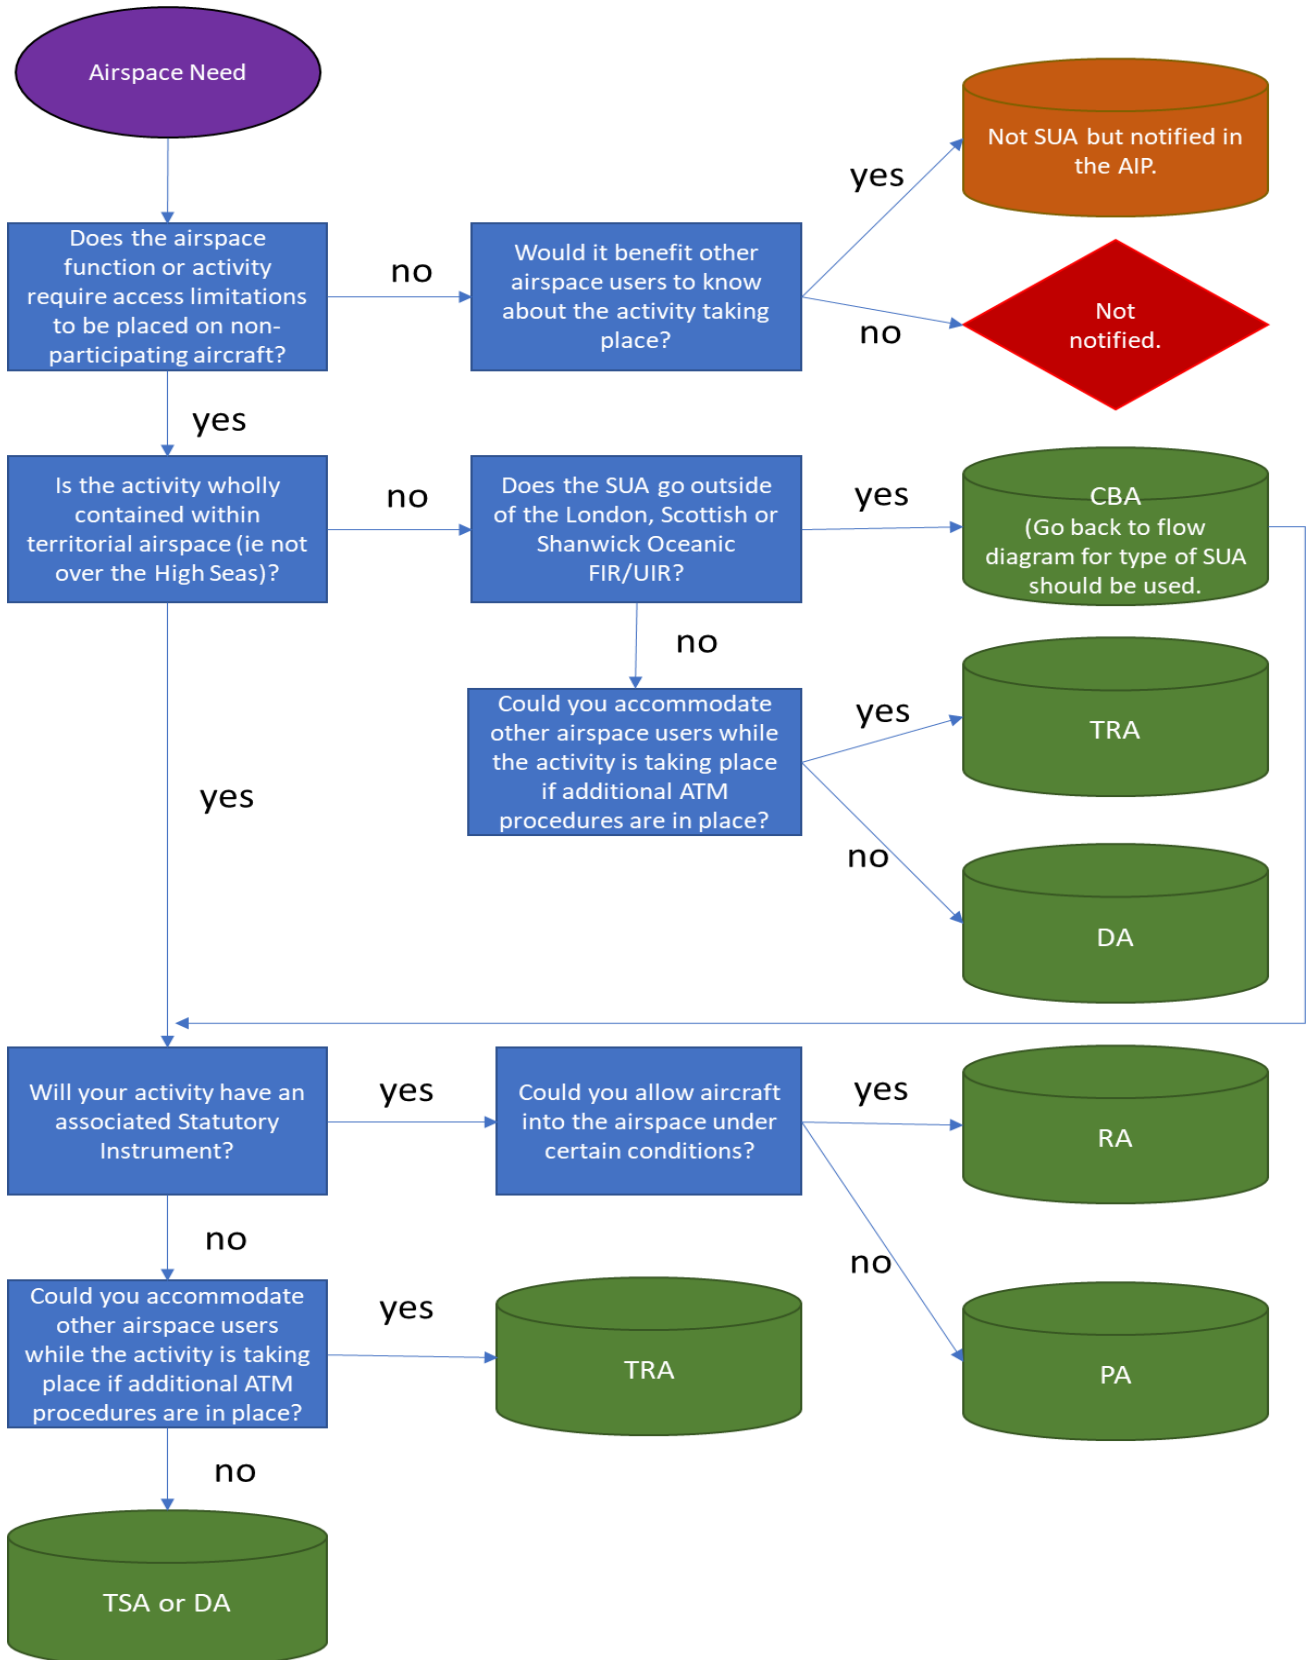 Airspace Need
Not SUA but notified in
the AIP.
yes
Does the airspace
function or activity
require access limitations
to be placed on non-
participating aircraft?
no
Would it benefit other
airspace users to know
about the activity taking
place?
no
Not
notified.
yes
Is the activity wholly
contained within
territorial airspace (ie not
over the High Seas)?
no
Does the SUA go outside
of the London, Scottish or
Shanwick Oceanic
FIR/UIR?
yes
CBA
(Go back to flow
diagram for type of SUA
should be used.
no
Could you accommodate
other airspace users while
the activity is taking place
if additional ATM
procedures are in place?
yes
TRA
yes
no
DA
Will your activity have an
associated Statutory
Instrument?
yes
Could you allow aircraft
into the airspace under
certain conditions?
yes
RA
no
no
PA
Could you accommodate
other airspace users
while the activity is taking
place if additional ATM
procedures are in place?
yes
TRA
no
TSA or DA